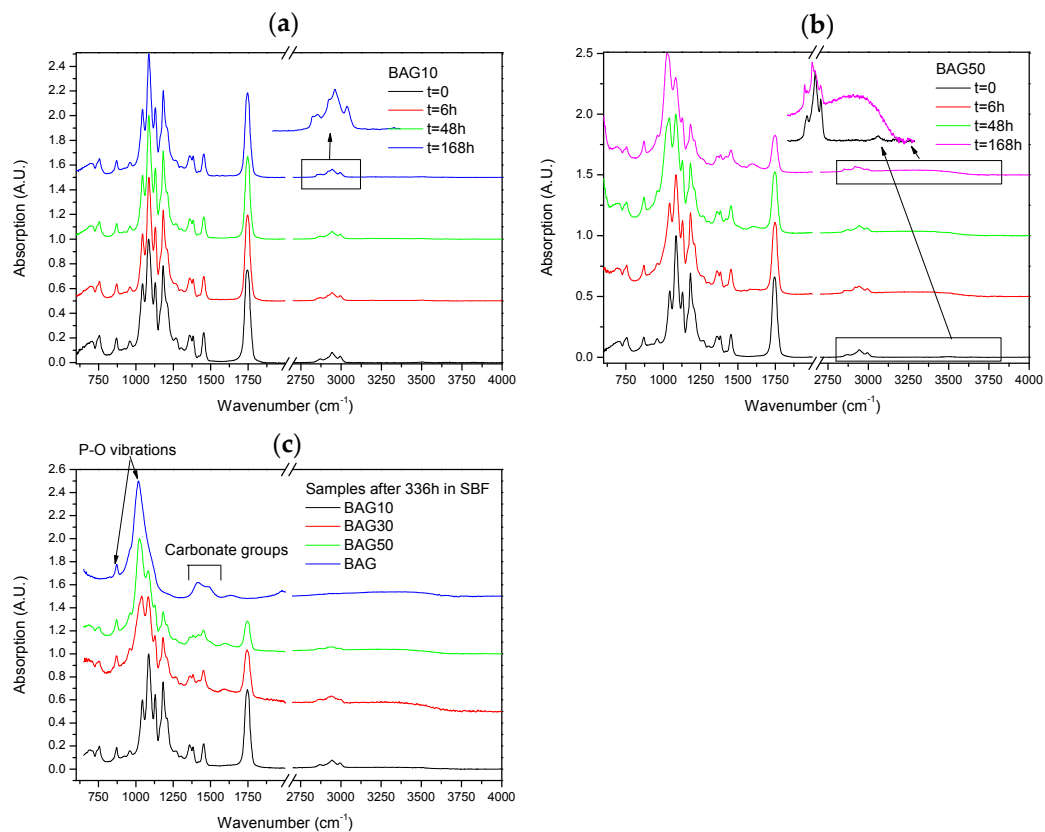 (a)
BAG10
t=0
t=6h
t=48h
t=168h
2.4
2.2
2.0
1.8
1.6
1.4
1.2
1.0
0.8
0.6
0.4
0.2
0.0
Absorption (A.U.)
750 1000 1250 1500 1750 2750 3000 3250 3500 3750 4000
Wavenumber (cm-1)
(b)
BAG50
t=0
t=6h
t=48h
t=168h
2.5
2.0
1.5
1.0
0.5
0.0
Absorption (A.U.)
750 1000 1250 1500 1750 2750 3000 3250 3500 3750 4000
Wavenumber (cm-1)
(c)
P-O vibrations
Samples after 336h in SBF
BAG10
BAG30
BAG50
BAG
Carbonate groups
2.6
2.4
2.2
2.0
1.8
1.6
1.4
1.2
1.0
0.8
0.6
0.4
0.2
0.0
Absorption (A.U.)
750 1000 1250 1500 1750 2750 3000 3250 3500 3750 4000
Wavenumber (cm-1)